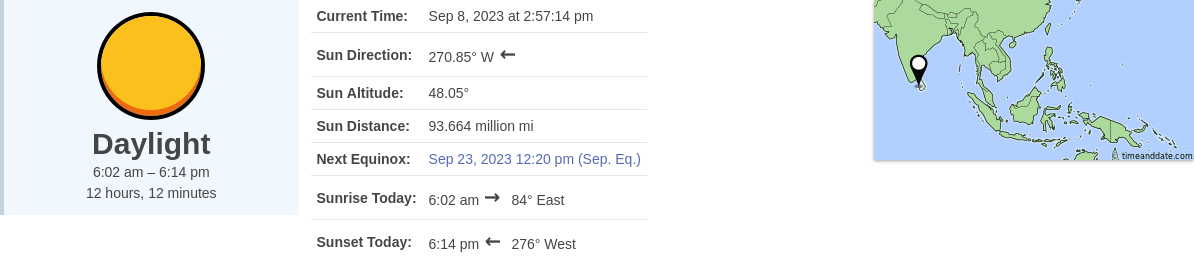 Daylight
6:02 am – 6:14 pm
12 hours, 12 minutes
Current Time: Sep 8, 2023 at 2:57:14 pm
Sun Direction: 270.85° W ←
Sun Altitude: 48.05°
Sun Distance: 93.664 million mi
Next Equinox: Sep 23, 2023 12:20 pm (Sep. Eq.)
Sunrise Today: 6:02 am → 84° East
Sunset Today: 6:14 pm ← 276° West
© timeanddate.com